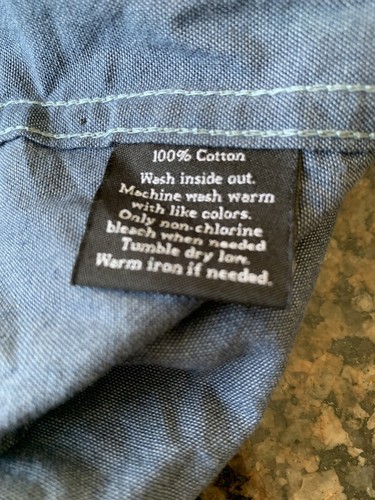 100% Cotton
Wash inside out.
Machine wash warm
with like colors.
Only non-chlorine
bleach when needed
Tumble dry low.
Warm iron if needed.